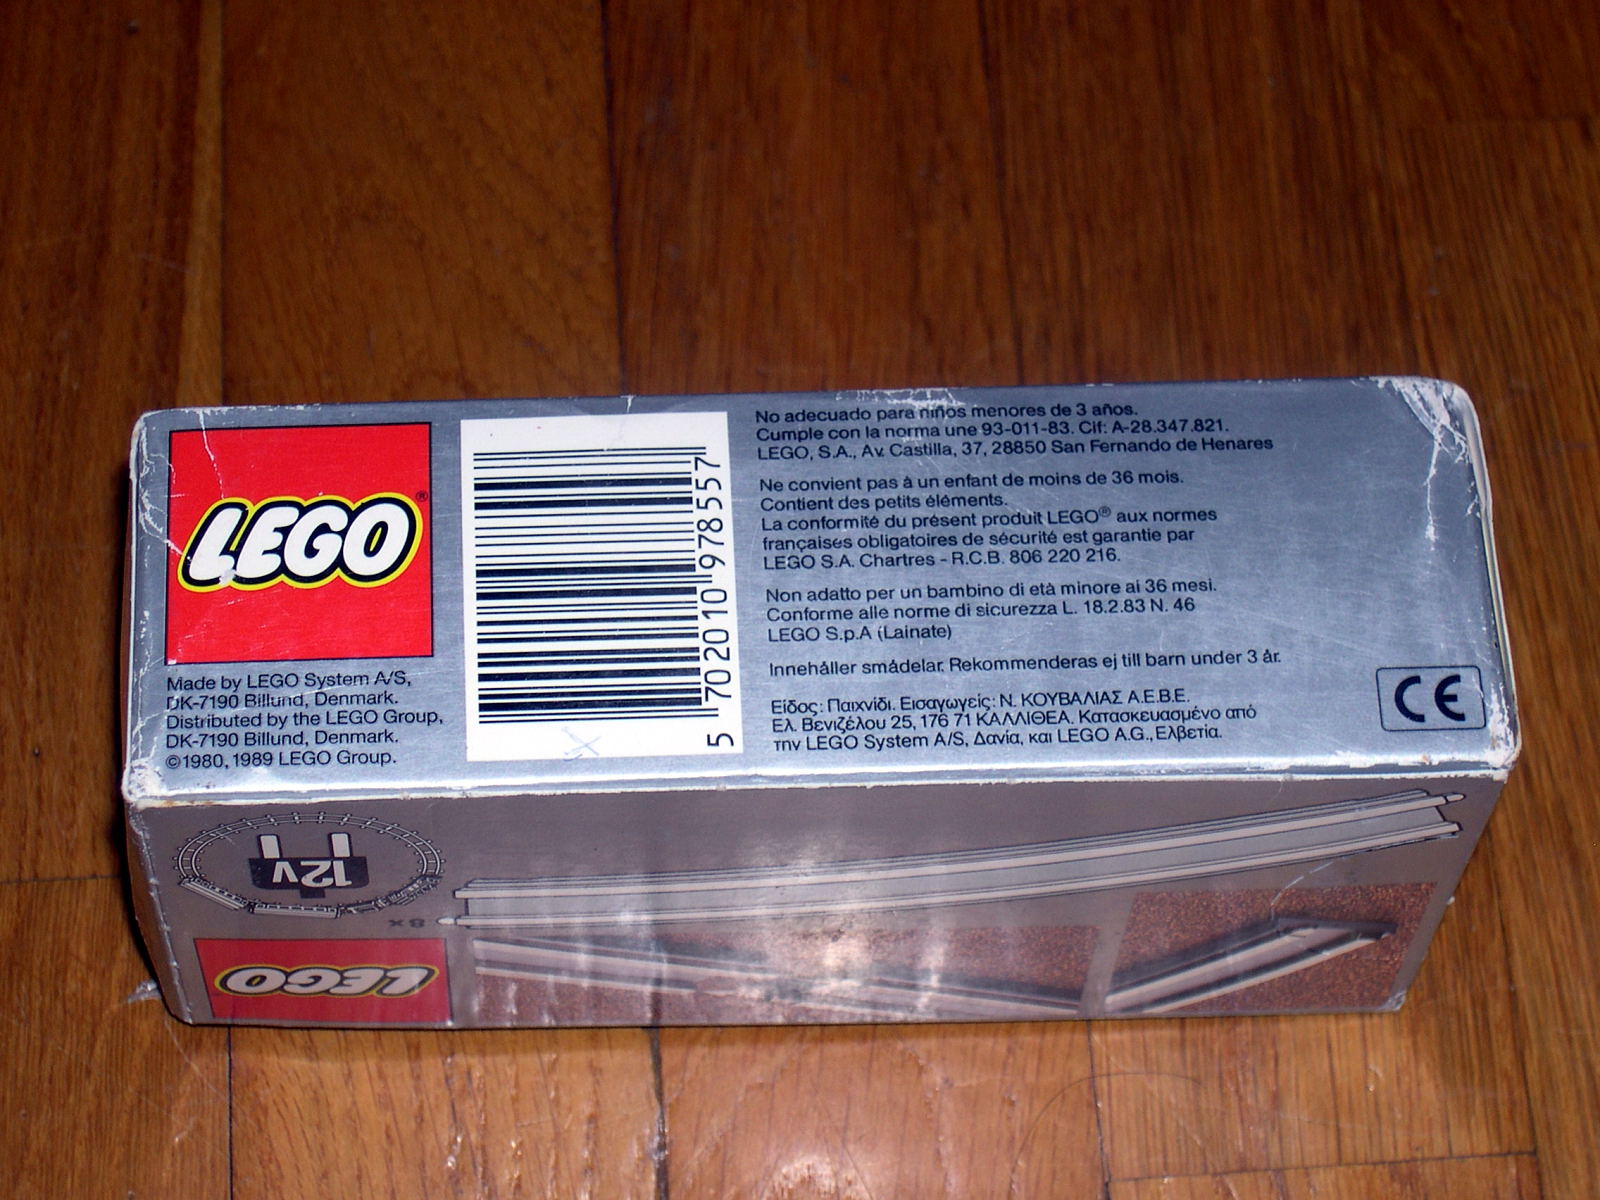 LEGO®
Made by LEGO System A/S,
DK-7190 Billund, Denmark.
Distributed by the LEGO Group,
DK-7190 Billund, Denmark.
©1980, 1989 LEGO Group.
5 702010 978557
No adecuado para niños menores de 3 años.
Cumple con la norma une 93-011-83. Cif: A-28.347.821.
LEGO, S.A., Av. Castilla, 37, 28850 San Fernando de Henares
Ne convient pas à un enfant de moins de 36 mois.
Contient des petits éléments.
La conformité du présent produit LEGO® aux normes
françaises obligatoires de sécurité est garantie par
LEGO S.A. Chartres - R.C.B. 806 220 216.
Non adatto per un bambino di età minore ai 36 mesi.
Conforme alle norme di sicurezza L. 18.2.83 N. 46
LEGO S.p.A (Lainate)
Innehåller smådelar. Rekommenderas ej till barn under 3 år.
Είδος: Παιχνίδι. Εισαγωγείς: Ν. ΚΟΥΒΑΛΙΑΣ Α.Ε.Β.Ε.
Ελ. Βενιζέλου 25, 176 71 ΚΑΛΛΙΘΕΑ. Κατασκευασμένο από
την LEGO System A/S, Δανία, και LEGO A.G., Ελβετία.
CE
12v
8x
LEGO